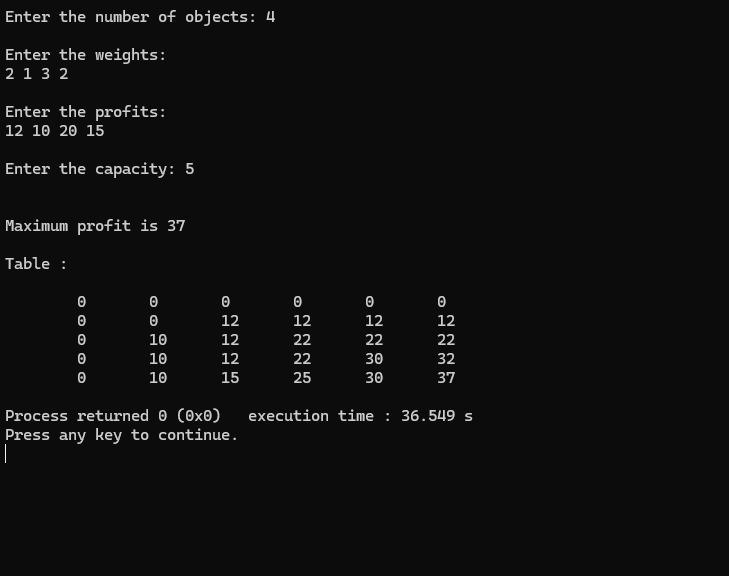 Enter the number of objects: 4
Enter the weights:
2 1 3 2
Enter the profits:
12 10 20 15
Enter the capacity: 5
Maximum profit is 37
Table :
0 0 0 0 0 0
0 0 12 12 12 12
0 10 12 22 22 22
0 10 12 22 30 32
0 10 15 25 30 37
Process returned 0 (0x0)   execution time : 36.549 s
Press any key to continue.